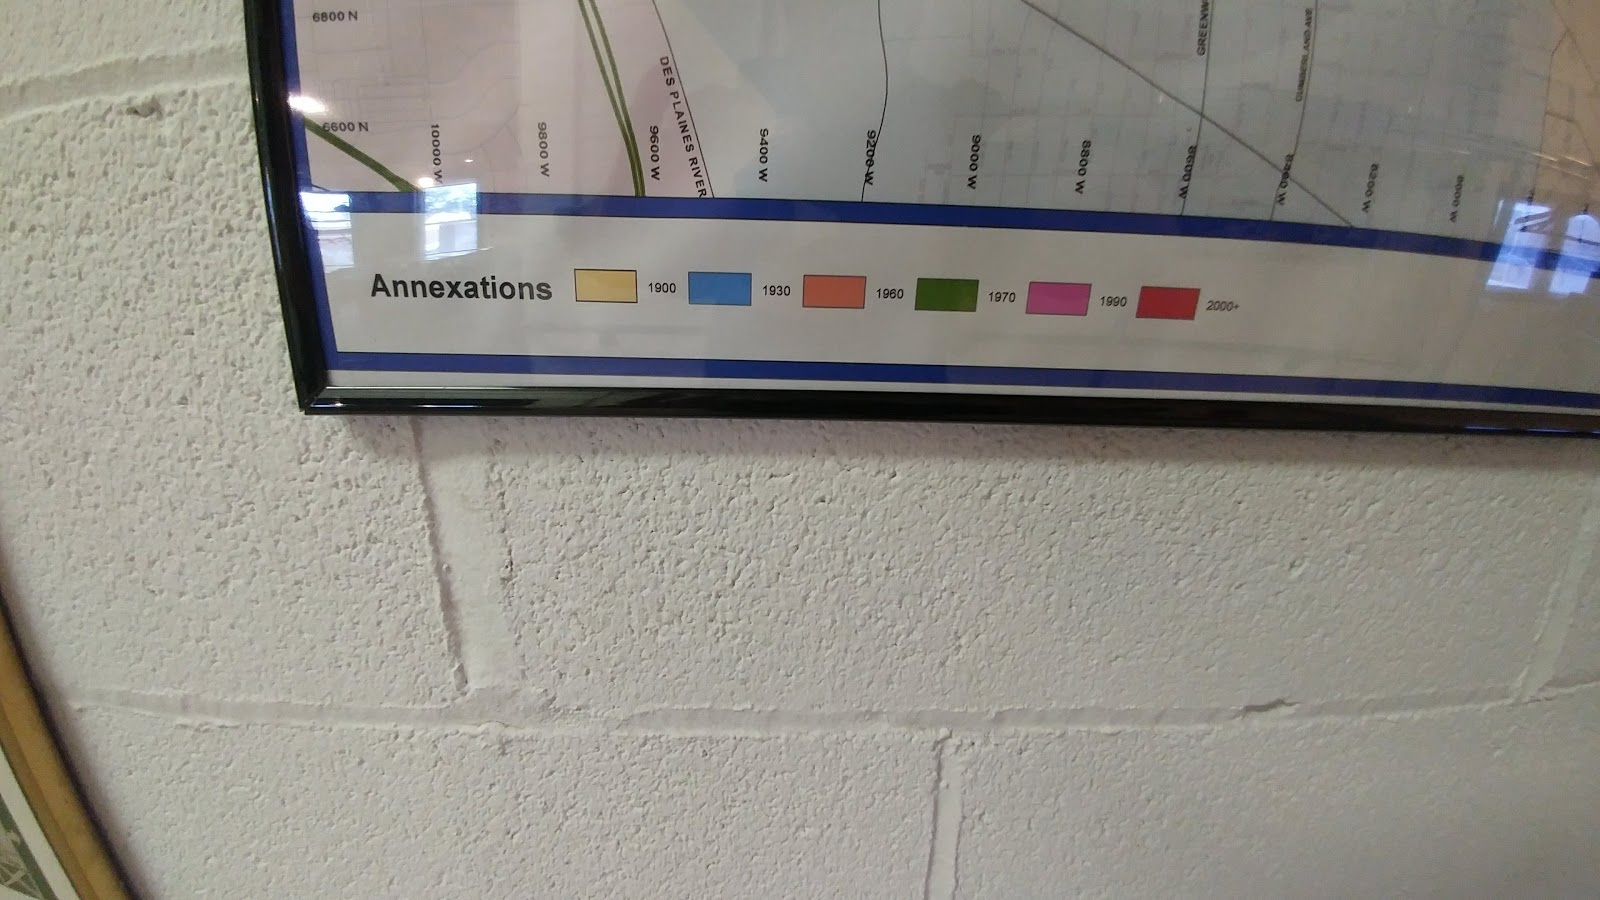 6800 N
GREENW
CUMBERLAND AVE
DES PLAINES RIVER
6600 N
10000 W
9800 W
9600 W
9400 W
9200 W
9000 W
8800 W
8600 W
8400 W
8200 W
8000 W
Annexations 1900 1930 1960 1970 1990 2000+